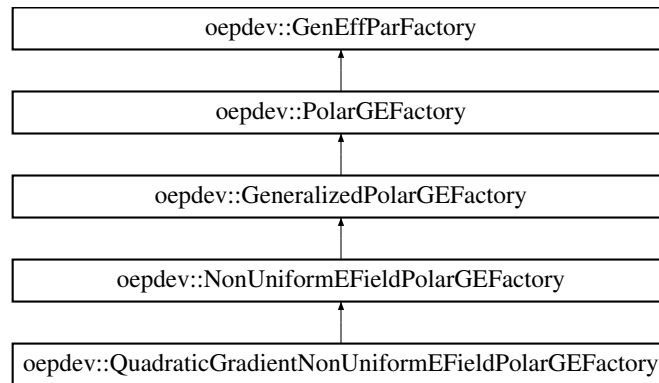 oepdev::GenEffParFactory
oepdev::PolarGEFactory
oepdev::GeneralizedPolarGEFactory
oepdev::NonUniformEFieldPolarGEFactory
oepdev::QuadraticGradientNonUniformEFieldPolarGEFactory